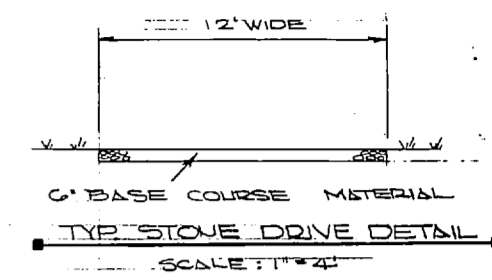 12' WIDE
6" BASE COURSE MATERIAL
TYP. STONE DRIVE DETAIL
SCALE: 1" = 4'